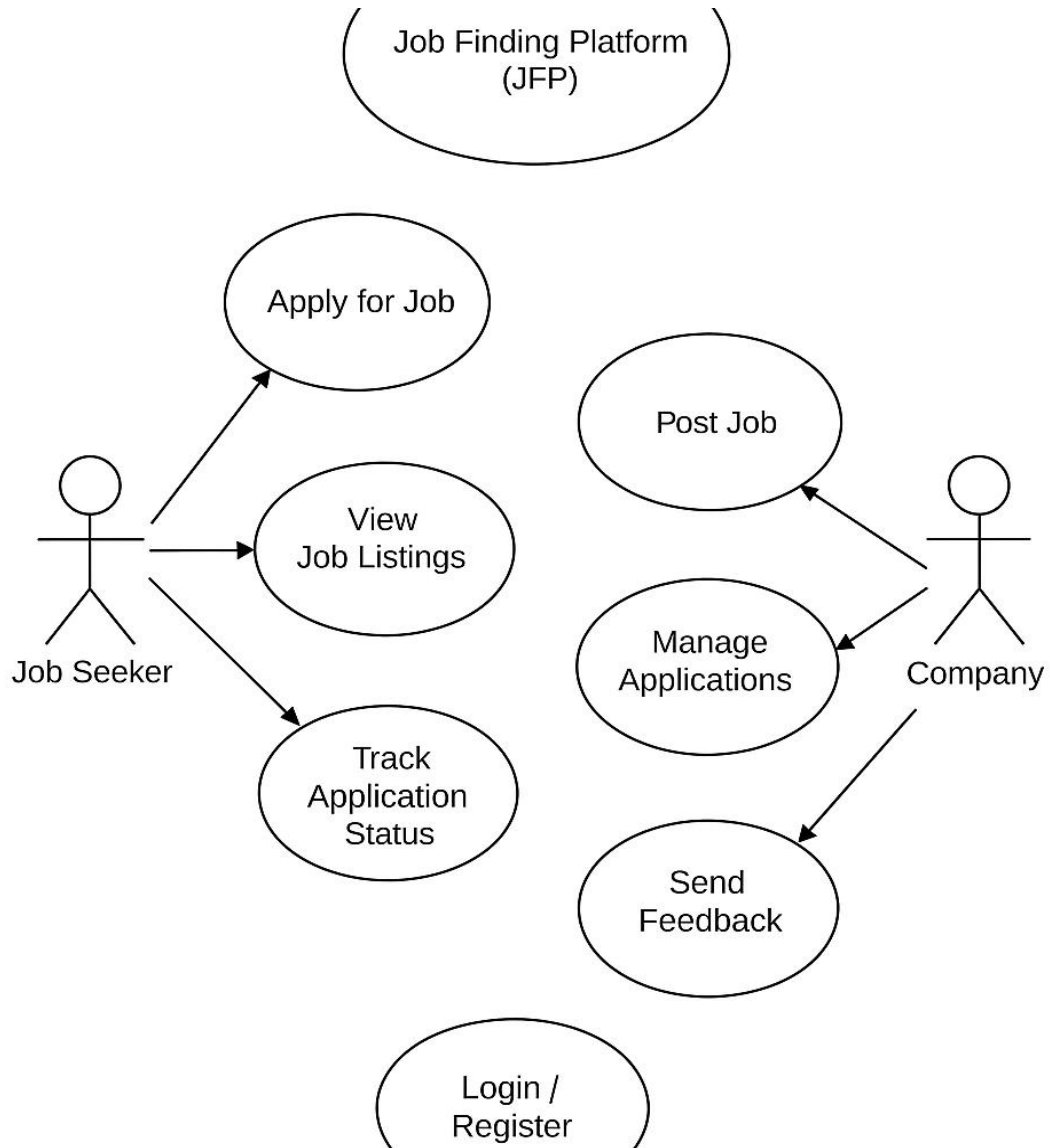 Job Finding Platform
(JFP)
Apply for Job
Post Job
View
Job Listings
Job Seeker
Manage
Applications
Company
Track
Application
Status
Send
Feedback
Login /
Register